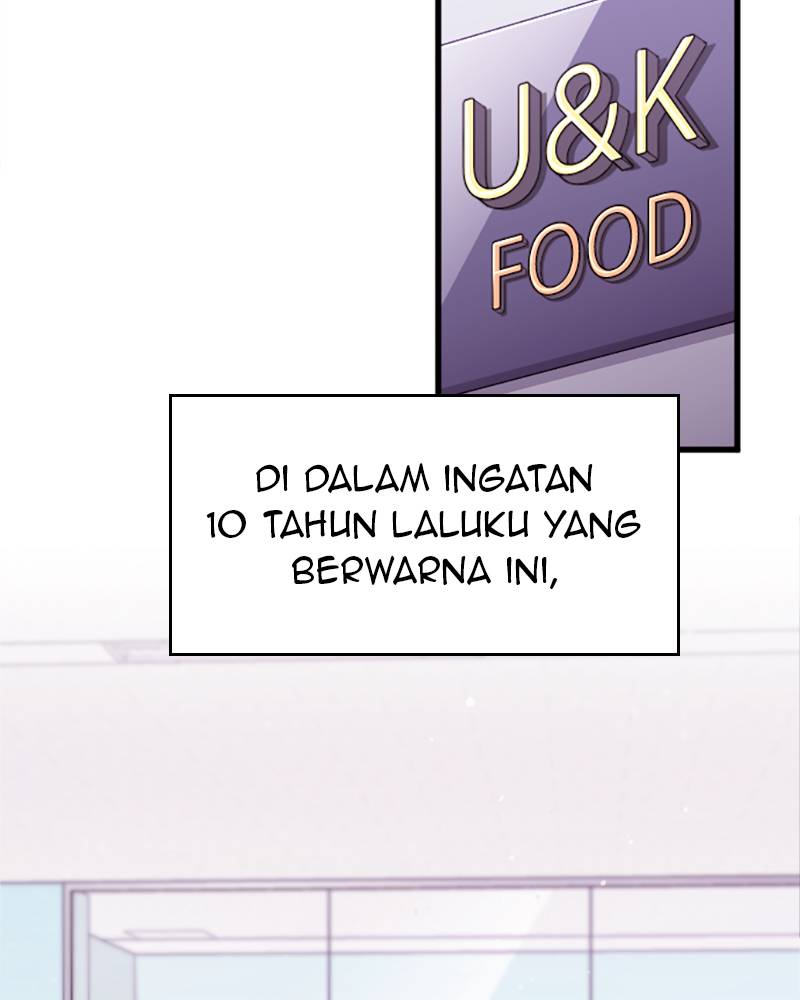 U&K
FOOD
DI DALAM INGATAN
10 TAHUN LALUKU YANG
BERWARNA INI,